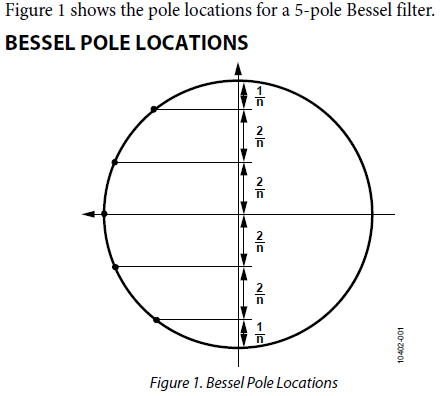 Figure 1 shows the pole locations for a 5-pole Bessel filter.
BESSEL POLE LOCATIONS
1
n
2
n
2
n
2
n
2
n
1
n
10402-001
Figure 1. Bessel Pole Locations